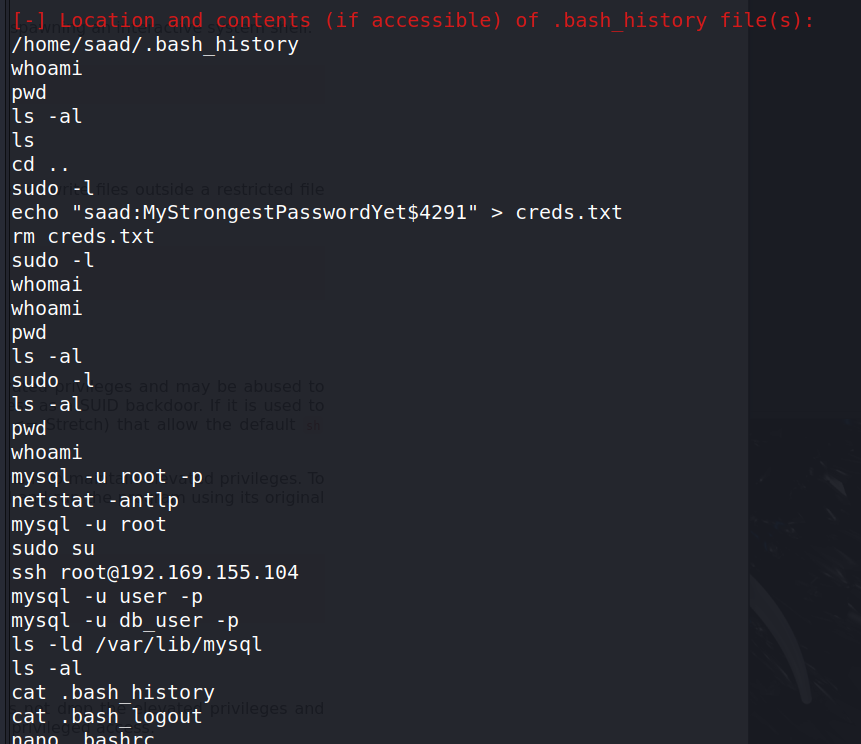 [-] Location and contents (if accessible) of .bash_history file(s):
/home/saad/.bash_history
whoami
pwd
ls -al
ls
cd ..
sudo -l
echo "saad:MyStrongestPasswordYet$4291" > creds.txt
rm creds.txt
sudo -l
whomai
whoami
pwd
ls -al
sudo -l
ls -al
pwd
whoami
mysql -u root -p
netstat -antlp
mysql -u root
sudo su
ssh root@192.169.155.104
mysql -u user -p
mysql -u db_user -p
ls -ld /var/lib/mysql
ls -al
cat .bash_history
cat .bash_logout
nano .bashrc